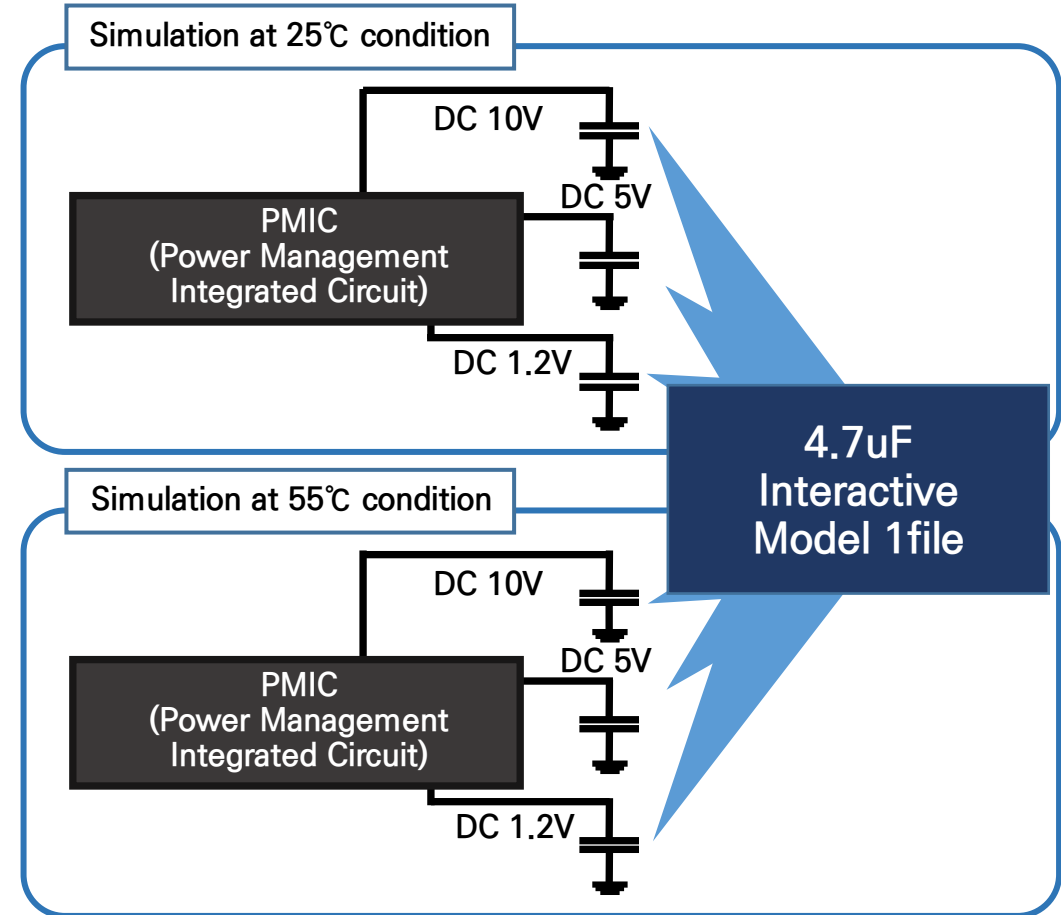 Simulation at 25℃ condition
DC 10V
DC 5V
PMIC
(Power Management
Integrated Circuit)
DC 1.2V
4.7uF
Interactive
Model 1file
Simulation at 55℃ condition
DC 10V
DC 5V
PMIC
(Power Management
Integrated Circuit)
DC 1.2V